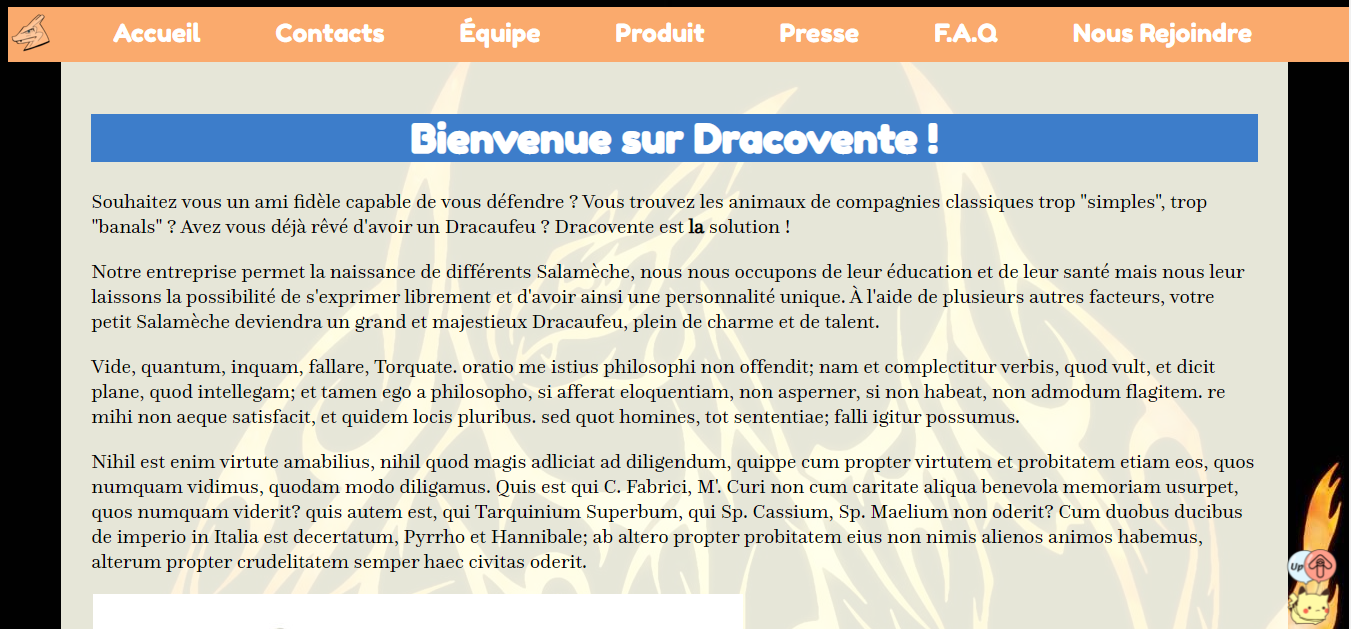 Accueil Contacts Équipe Produit Presse F.A.Q Nous Rejoindre
Bienvenue sur Dracovente !
Souhaitez vous un ami fidèle capable de vous défendre ? Vous trouvez les animaux de compagnies classiques trop "simples", trop
"banals" ? Avez vous déjà rêvé d'avoir un Dracaufeu ? Dracovente est la solution !
Notre entreprise permet la naissance de différents Salamèche, nous nous occupons de leur éducation et de leur santé mais nous leur
laissons la possibilité de s'exprimer librement et d'avoir ainsi une personnalité unique. À l'aide de plusieurs autres facteurs, votre
petit Salamèche deviendra un grand et majestieux Dracaufeu, plein de charme et de talent.
Vide, quantum, inquam, fallare, Torquate. oratio me istius philosophi non offendit; nam et complectitur verbis, quod vult, et dicit
plane, quod intellegam; et tamen ego a philosopho, si afferat eloquentiam, non asperner, si non habeat, non admodum flagitem. re
mihi non aeque satisfacit, et quidem locis pluribus. sed quot homines, tot sententiae; falli igitur possumus.
Nihil est enim virtute amabilius, nihil quod magis adliciat ad diligendum, quippe cum propter virtutem et probitatem etiam eos, quos
numquam vidimus, quodam modo diligamus. Quis est qui C. Fabrici, M'. Curi non cum caritate aliqua benevola memoriam usurpet,
quos numquam viderit? quis autem est, qui Tarquinium Superbum, qui Sp. Cassium, Sp. Maelium non oderit? Cum duobus ducibus
de imperio in Italia est decertatum, Pyrrho et Hannibale; ab altero propter probitatem eius non nimis alienos animos habemus,
alterum propter crudelitatem semper haec civitas oderit.
Up